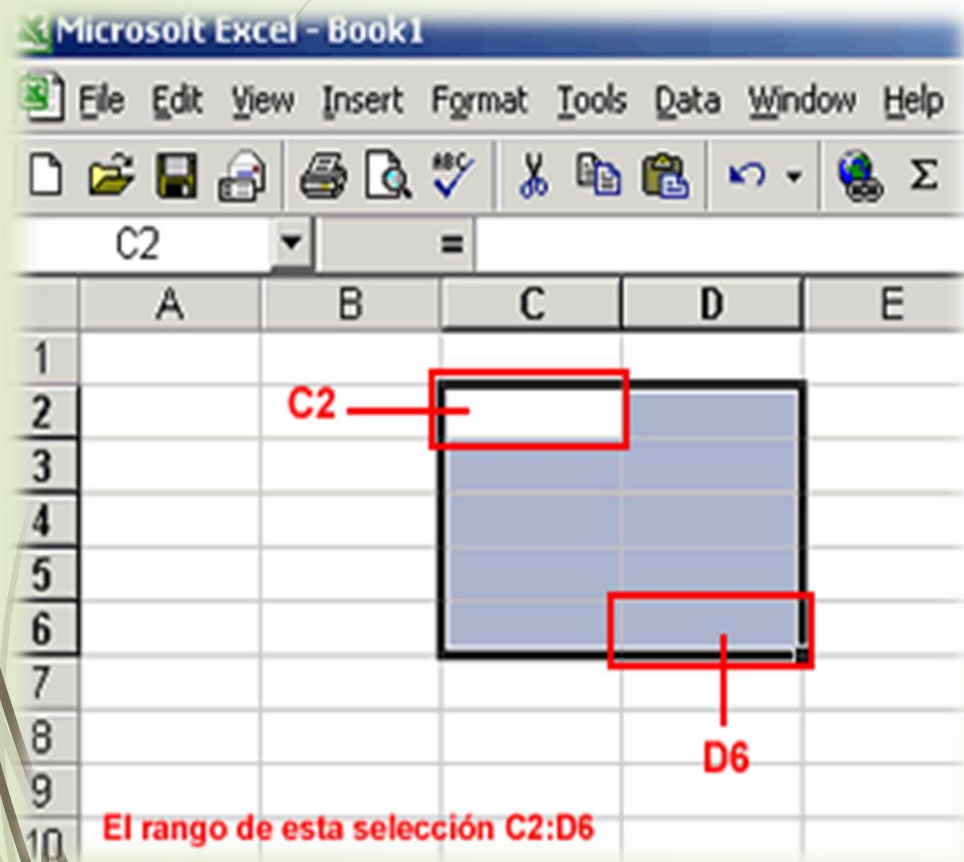 Microsoft Excel - Book1
File Edit View Insert Format Tools Data Window Help
ABC Σ
C2 =
A B C D E
1
2
C2
3
4
5
6
7
8
D6
9
El rango de esta selección C2:D6
10